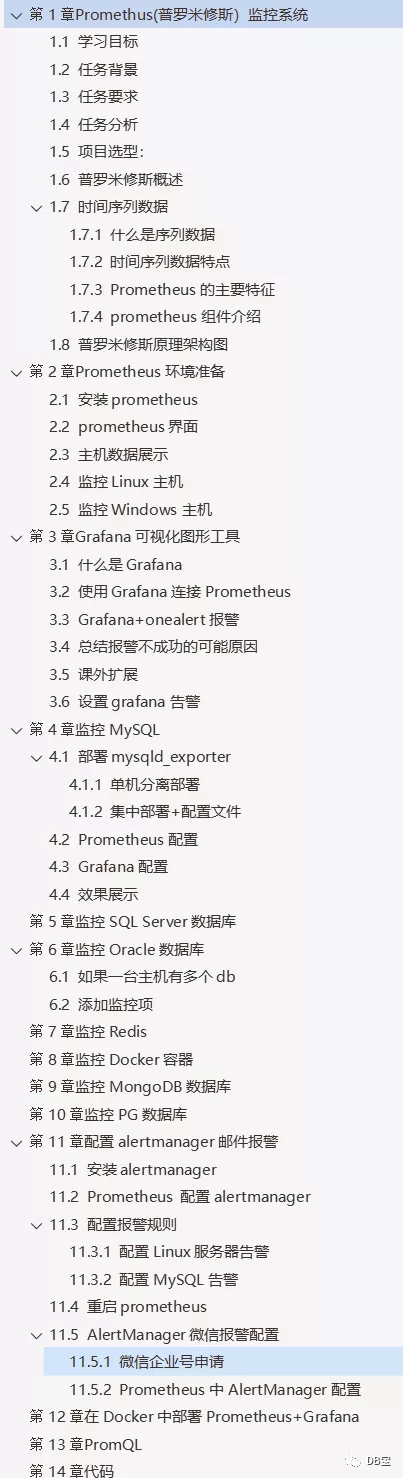 第 1 章Promethus(普罗米修斯）监控系统
1.1 学习目标
1.2 任务背景
1.3 任务要求
1.4 任务分析
1.5 项目选型：
1.6 普罗米修斯概述
1.7 时间序列数据
1.7.1 什么是序列数据
1.7.2 时间序列数据特点
1.7.3 Prometheus 的主要特征
1.7.4 prometheus 组件介绍
1.8 普罗米修斯原理架构图
第 2 章Prometheus 环境准备
2.1 安装 prometheus
2.2 prometheus 界面
2.3 主机数据展示
2.4 监控 Linux 主机
2.5 监控 Windows 主机
第 3 章Grafana 可视化图形工具
3.1 什么是 Grafana
3.2 使用 Grafana 连接 Prometheus
3.3 Grafana+onealert 报警
3.4 总结报警不成功的可能原因
3.5 课外扩展
3.6 设置 grafana 告警
第 4 章监控 MySQL
4.1 部署 mysqld_exporter
4.1.1 单机分离部署
4.1.2 集中部署+配置文件
4.2 Prometheus 配置
4.3 Grafana 配置
4.4 效果展示
第 5 章监控 SQL Server 数据库
第 6 章监控 Oracle 数据库
6.1 如果一台主机有多个 db
6.2 添加监控项
第 7 章监控 Redis
第 8 章监控 Docker 容器
第 9 章监控 MongoDB 数据库
第 10 章监控 PG 数据库
第 11 章配置 alertmanager 邮件报警
11.1 安装 alertmanager
11.2 Prometheus 配置 alertmanager
11.3 配置报警规则
11.3.1 配置 Linux 服务器告警
11.3.2 配置 MySQL 告警
11.4 重启 prometheus
11.5 AlertManager 微信报警配置
11.5.1 微信企业号申请
11.5.2 Prometheus 中 AlertManager 配置
第 12 章在 Docker 中部署 Prometheus+Grafana
第 13 章PromQL
第 14 章代码
DB宝